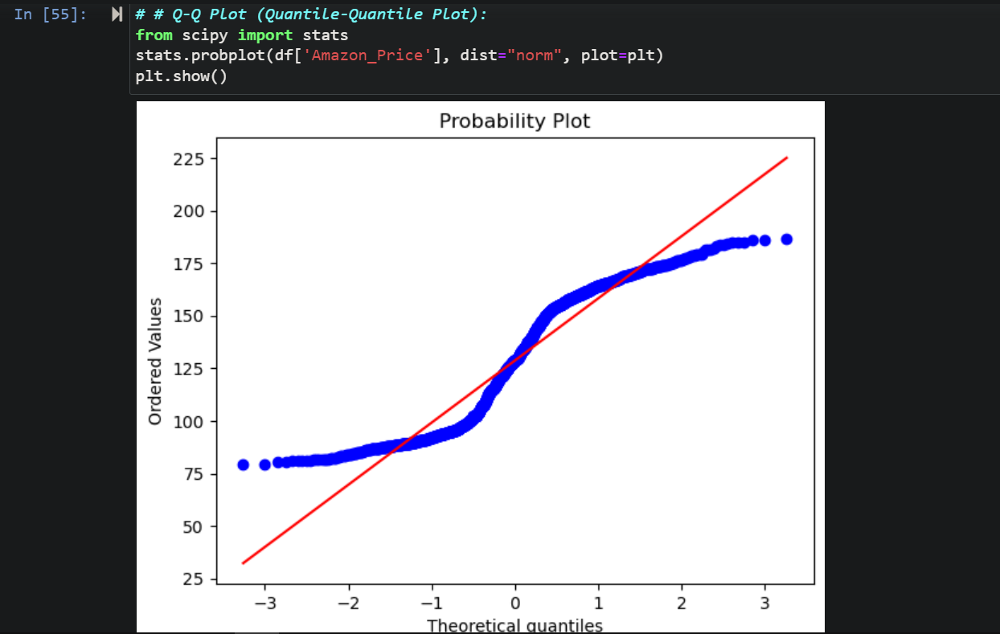 In [55]:
# # Q-Q Plot (Quantile-Quantile Plot):
from scipy import stats
stats.probplot(df['Amazon_Price'], dist="norm", plot=plt)
plt.show()
Probability Plot
225
200
175
150
125
100
75
50
25
Ordered Values
−3 −2 −1 0 1 2 3
Theoretical quantiles